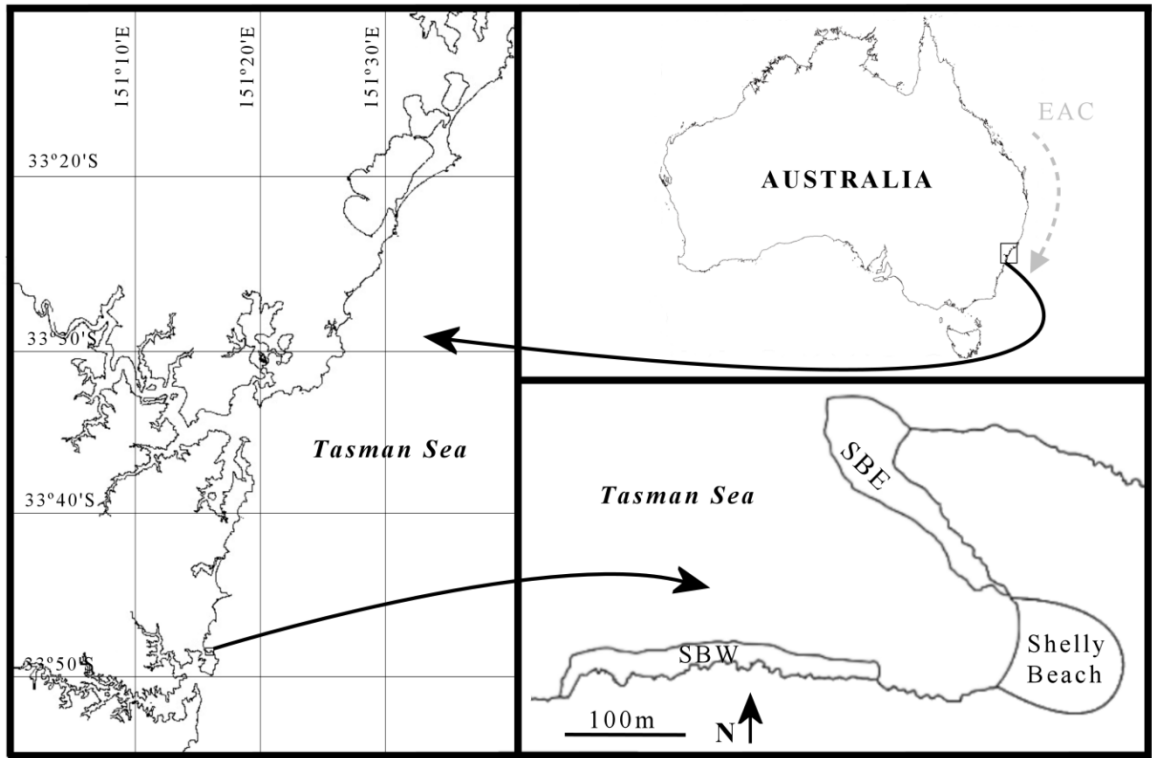 151°10'E
151°20'E
151°30'E
33°20'S
33°30'S
Tasman Sea
33°40'S
33°50'S
EAC
AUSTRALIA
Tasman Sea
SBE
SBW
Shelly
Beach
100m
N